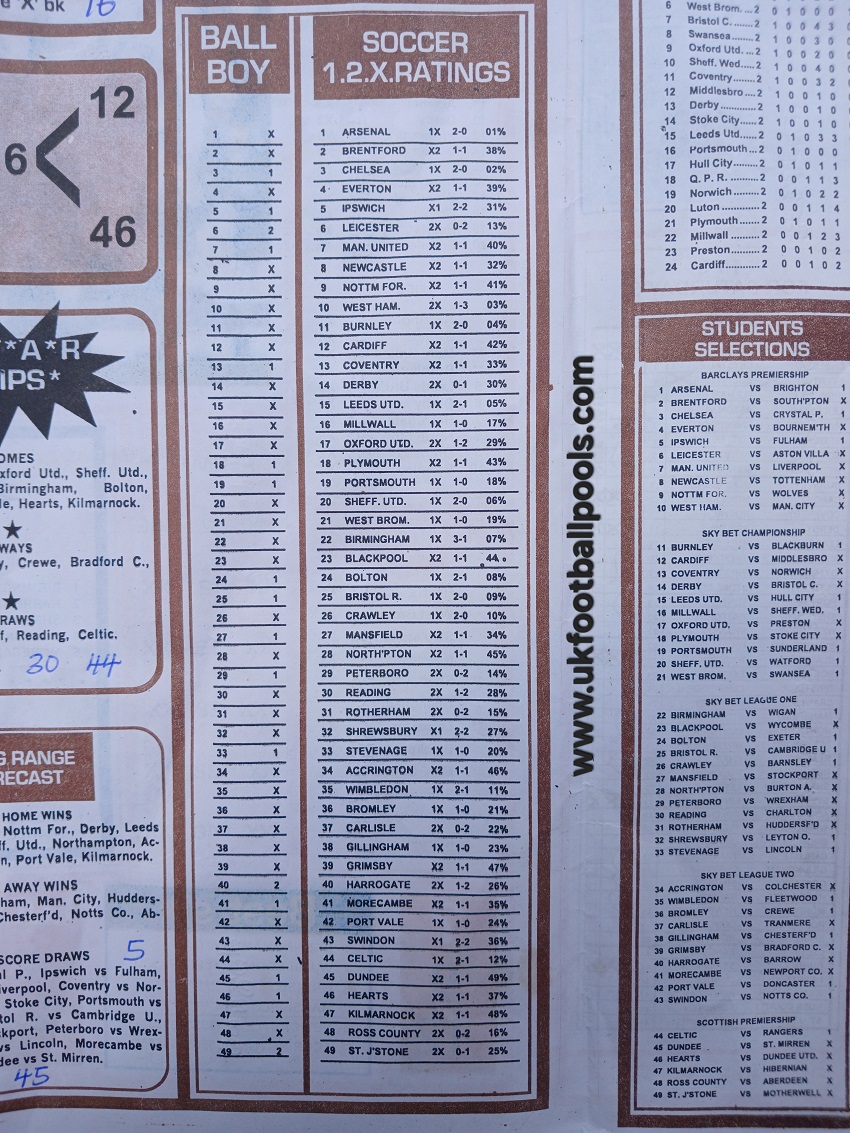 'X' bk 16
12
6 <
46
*A*R
IPS*
OMES
xford Utd., Sheff. Utd.,
Birmingham, Bolton,
le, Hearts, Kilmarnock.
WAYS
y, Crewe, Bradford C.,
RAWS
f, Reading, Celtic.
30 44
G RANGE
RECAST
HOME WINS
Nottm For., Derby, Leeds
ff. Utd., Northampton, Ac-
n, Port Vale, Kilmarnock.
AWAY WINS
ham, Man. City, Hudders-
Chesterf'd, Notts Co., Ab-
SCORE DRAWS 5
al P., Ipswich vs Fulham,
iverpool, Coventry vs Nor-
Stoke City, Portsmouth vs
tol R. vs Cambridge U.,
ckport, Peterboro vs Wrex-
ys Lincoln, Morecambe vs
dee vs St. Mirren.
45
BALL
BOY
1 X
2 X
3 1
4 X
5 1
6 2
7 1
8 X
9 X
10 X
11 X
12 X
13 1
14 X
15 X
16 X
17 X
18 1
19 1
20 X
21 X
22 X
23 X
24 1
25 1
26 X
27 1
28 X
29 1
30 X
31 X
32 X
33 1
34 X
35 X
36 X
37 X
38 X
39 X
40 2
41 1
42 X
43 X
44 X
45 1
46 1
47 X
48 X
49 2
SOCCER
1.2.X.RATINGS
1 ARSENAL 1X 2-0 01%
2 BRENTFORD X2 1-1 38%
3 CHELSEA 1X 2-0 02%
4 EVERTON X2 1-1 39%
5 IPSWICH X1 2-2 31%
6 LEICESTER 2X 0-2 13%
7 MAN. UNITED X2 1-1 40%
8 NEWCASTLE X2 1-1 32%
9 NOTTM FOR. X2 1-1 41%
10 WEST HAM. 2X 1-3 03%
11 BURNLEY 1X 2-0 04%
12 CARDIFF X2 1-1 42%
13 COVENTRY X2 1-1 33%
14 DERBY 2X 0-1 30%
15 LEEDS UTD. 1X 2-1 05%
16 MILLWALL 1X 1-0 17%
17 OXFORD UTD. 2X 1-2 29%
18 PLYMOUTH X2 1-1 43%
19 PORTSMOUTH 1X 1-0 18%
20 SHEFF. UTD. 1X 2-0 06%
21 WEST BROM. 1X 1-0 19%
22 BIRMINGHAM 1X 3-1 07%
23 BLACKPOOL X2 1-1 44
24 BOLTON 1X 2-1 08%
25 BRISTOL R. 1X 2-0 09%
26 CRAWLEY 1X 2-0 10%
27 MANSFIELD X2 1-1 34%
28 NORTH'PTON X2 1-1 45%
29 PETERBORO 2X 0-2 14%
30 READING 2X 1-2 28%
31 ROTHERHAM 2X 0-2 15%
32 SHREWSBURY X1 2-2 27%
33 STEVENAGE 1X 1-0 20%
34 ACCRINGTON X2 1-1 46%
35 WIMBLEDON 1X 2-1 11%
36 BROMLEY 1X 1-0 21%
37 CARLISLE 2X 0-2 22%
38 GILLINGHAM 1X 1-0 23%
39 GRIMSBY X2 1-1 47%
40 HARROGATE 2X 1-2 26%
41 MORECAMBE X2 1-1 35%
42 PORT VALE 1X 1-0 24%
43 SWINDON X1 2-2 36%
44 CELTIC 1X 2-1 12%
45 DUNDEE X2 1-1 49%
46 HEARTS X2 1-1 37%
47 KILMARNOCK X2 1-1 48%
48 ROSS COUNTY 2X 0-2 16%
49 ST. J'STONE 2X 0-1 25%
www.ukfootballpools.com
6 West Brom. ...2 0 1 0 0 0
7 Bristol C. ......2 0 0 0 4 3
8 Swansea......2 1 0 0 3 0
9 Oxford Utd. ...2 0 0 0 2 0
10 Sheff. Wed.....2 1 0 0 4 0
11 Coventry........2 1 0 0 3 2
12 Middlesbro ....2 0 0 1 0
13 Derby ............2 1 0 0 1 0
14 Stoke City......2 1 0 0 1 0
15 Leeds Utd......2 0 1 0 3 3
16 Portsmouth ...2 0 1 0 0 0
17 Hull City.........2 0 1 0 1 1
18 Q. P. R. .........2 0 0 1 1 3
19 Norwich.........2 0 1 0 2 2
20 Luton............2 0 0 1 1 4
21 Plymouth.......2 0 1 0 1 1
22 Millwall ..........2 0 0 1 2 3
23 Preston..........2 0 0 1 0 2
24 Cardiff...........2 0 0 1 0 2
STUDENTS
SELECTIONS
BARCLAYS PREMIERSHIP
1 ARSENAL VS BRIGHTON 1
2 BRENTFORD VS SOUTH'PTON X
3 CHELSEA VS CRYSTAL P. 1
4 EVERTON VS BOURNEM'TH X
5 IPSWICH VS FULHAM 1
6 LEICESTER VS ASTON VILLA X
7 MAN. UNITED VS LIVERPOOL X
8 NEWCASTLE VS TOTTENHAM X
9 NOTTM FOR. VS WOLVES X
10 WEST HAM. VS MAN. CITY X
SKY BET CHAMPIONSHIP
11 BURNLEY VS BLACKBURN 1
12 CARDIFF VS MIDDLESBRO X
13 COVENTRY VS NORWICH X
14 DERBY VS BRISTOL C. X
15 LEEDS UTD. VS HULL CITY 1
16 MILLWALL VS SHEFF. WED. 1
17 OXFORD UTD. VS PRESTON X
18 PLYMOUTH VS STOKE CITY X
19 PORTSMOUTH VS SUNDERLAND 1
20 SHEFF. UTD. VS WATFORD 1
21 WEST BROM. VS SWANSEA 1
SKY BET LEAGUE ONE
22 BIRMINGHAM VS WIGAN 1
23 BLACKPOOL VS WYCOMBE X
24 BOLTON VS EXETER 1
25 BRISTOL R. VS CAMBRIDGE U 1
26 CRAWLEY VS BARNSLEY 1
27 MANSFIELD VS STOCKPORT X
28 NORTH'PTON VS BURTON A. X
29 PETERBORO VS WREXHAM X
30 READING VS CHARLTON X
31 ROTHERHAM VS HUDDERSF'D X
32 SHREWSBURY VS LEYTON O. 1
33 STEVENAGE VS LINCOLN 1
SKY BET LEAGUE TWO
34 ACCRINGTON VS COLCHESTER X
35 WIMBLEDON VS FLEETWOOD 1
36 BROMLEY VS CREWE 1
37 CARLISLE VS TRANMERE X
38 GILLINGHAM VS CHESTERF'D 1
39 GRIMSBY VS BRADFORD C. X
40 HARROGATE VS BARROW X
41 MORECAMBE VS NEWPORT CO. X
42 PORT VALE VS DONCASTER 1
43 SWINDON VS NOTTS CO. 1
SCOTTISH PREMIERSHIP
44 CELTIC VS RANGERS 1
45 DUNDEE VS ST. MIRREN X
46 HEARTS VS DUNDEE UTD. X
47 KILMARNOCK VS HIBERNIAN X
48 ROSS COUNTY VS ABERDEEN X
49 ST. J'STONE VS MOTHERWELL X